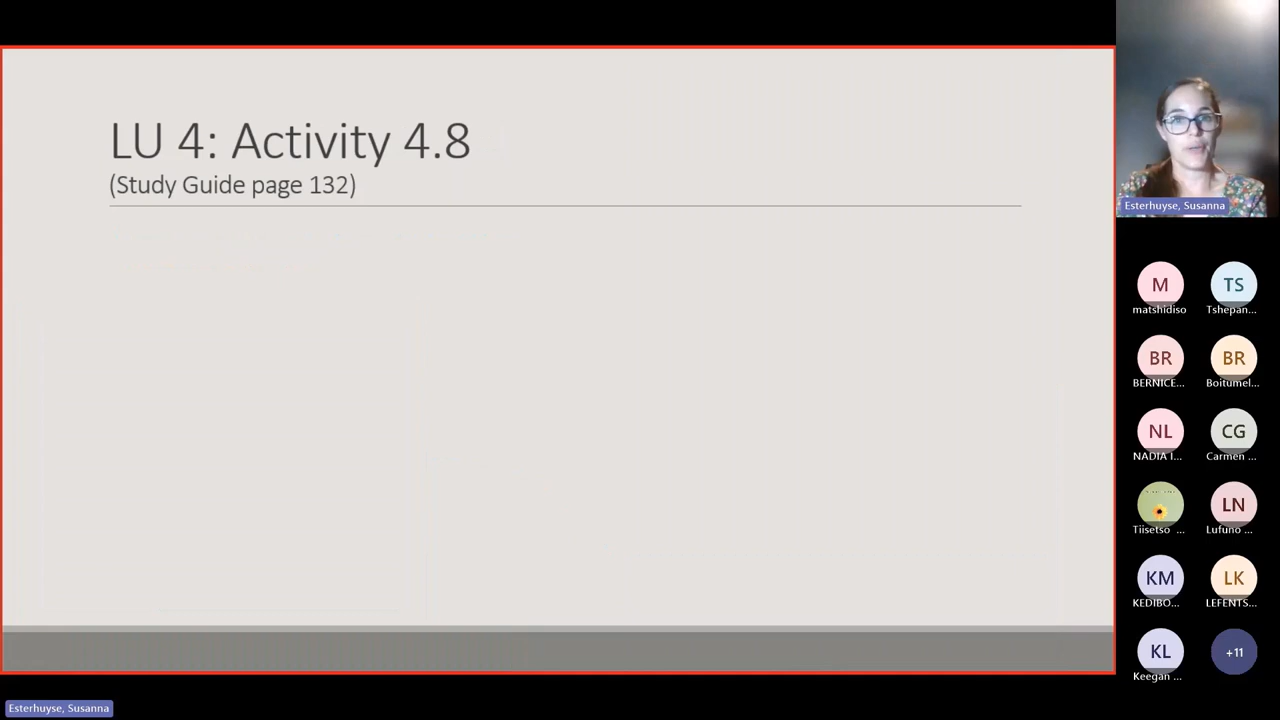 LU 4: Activity 4.8
(Study Guide page 132)
Esterhuyse, Susanna
M
TS
matshidiso
Tshepan...
BR
BR
BERNICE...
Boitumel...
NL
CG
NADIA I...
Carmen ...
LN
Tiisetso ...
Lufuno ...
KM
LK
KEDIBO...
LEFENTS...
KL
+11
Keegan ...
Esterhuyse, Susanna